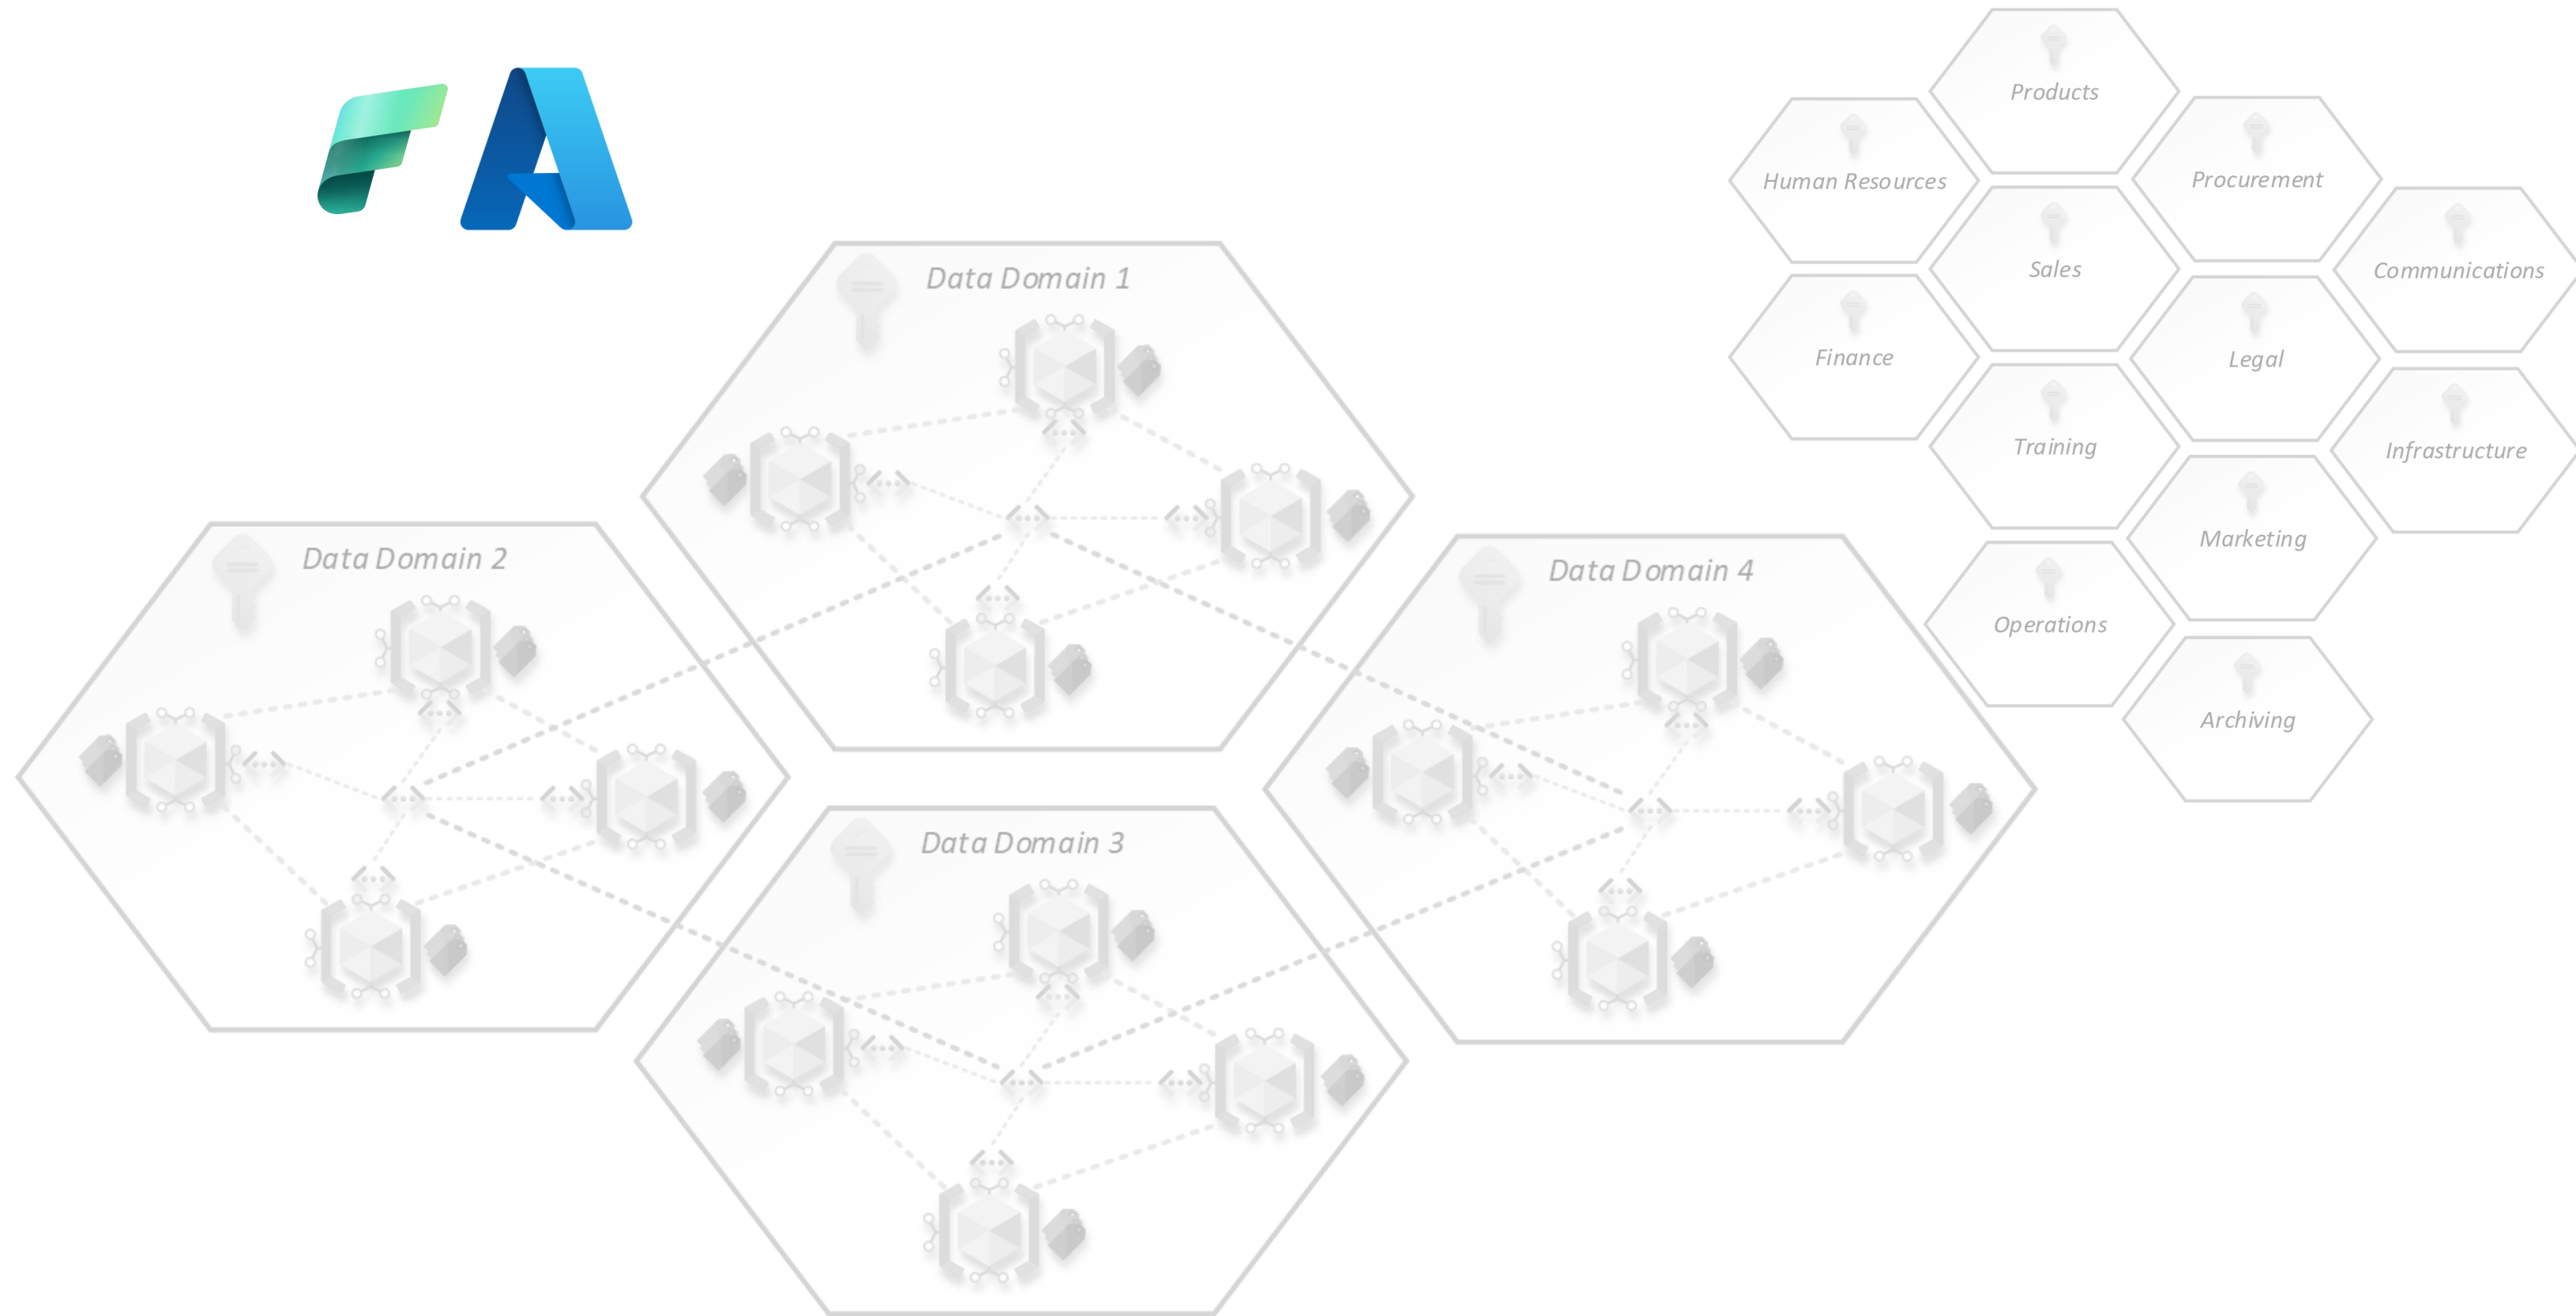 Products
Human Resources
Procurement
Sales
Communications
Finance
Legal
Training
Infrastructure
Marketing
Operations
Archiving
Data Domain 1
Data Domain 2
Data Domain 4
Data Domain 3